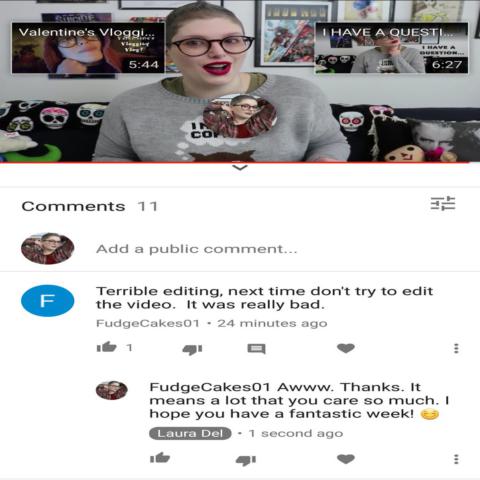 Valentine's Vloggi...
Vlogging
Vlog!
5:44
I HAVE A QUESTI...
I HAVE A
QUESTION...
6:27
Comments 11
Add a public comment...
F
Terrible editing, next time don't try to edit
the video. It was really bad.
FudgeCakes01 • 24 minutes ago
1
FudgeCakes01 Awww. Thanks. It
means a lot that you care so much. I
hope you have a fantastic week! 😊
Laura Del • 1 second ago